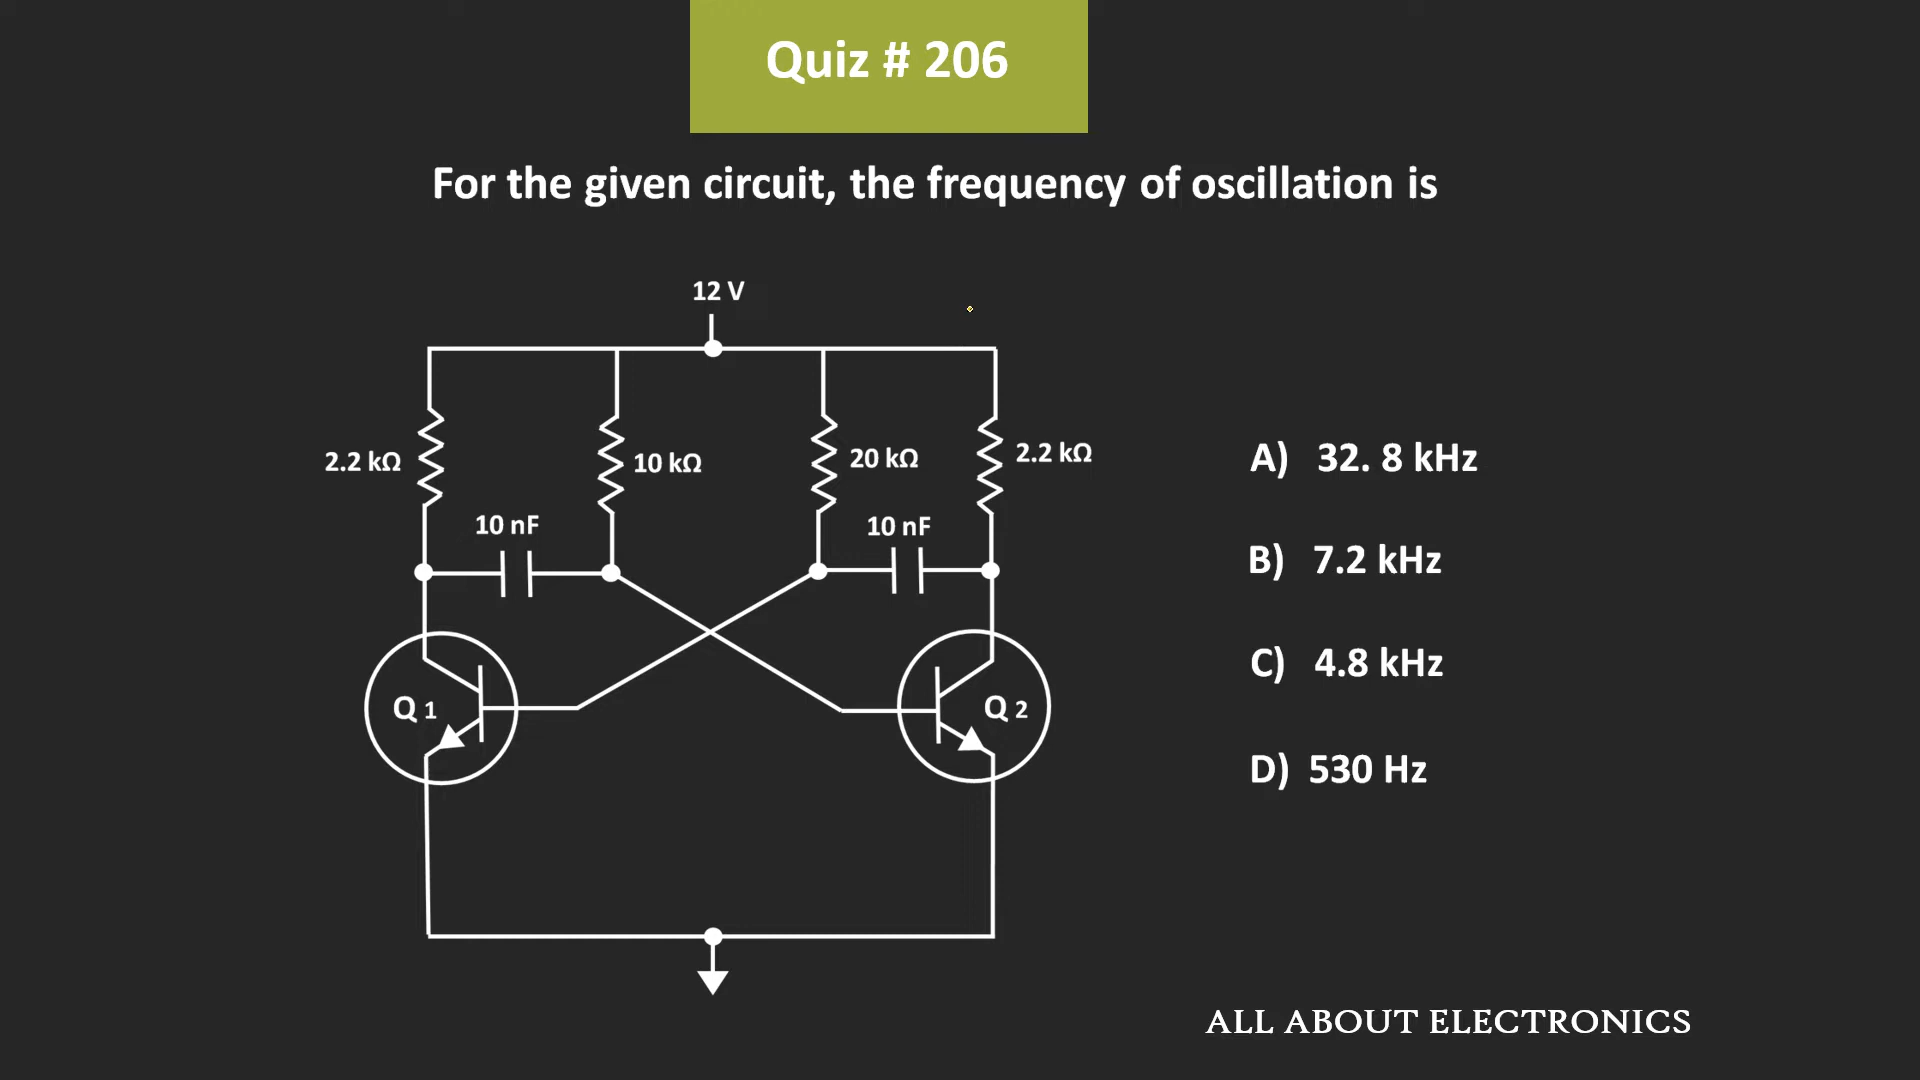 Quiz # 206
For the given circuit, the frequency of oscillation is
12 V
2.2 kΩ
10 kΩ
20 kΩ
2.2 kΩ
10 nF
10 nF
Q 1
Q 2
A) 32. 8 kHz
B) 7.2 kHz
C) 4.8 kHz
D) 530 Hz
ALL ABOUT ELECTRONICS